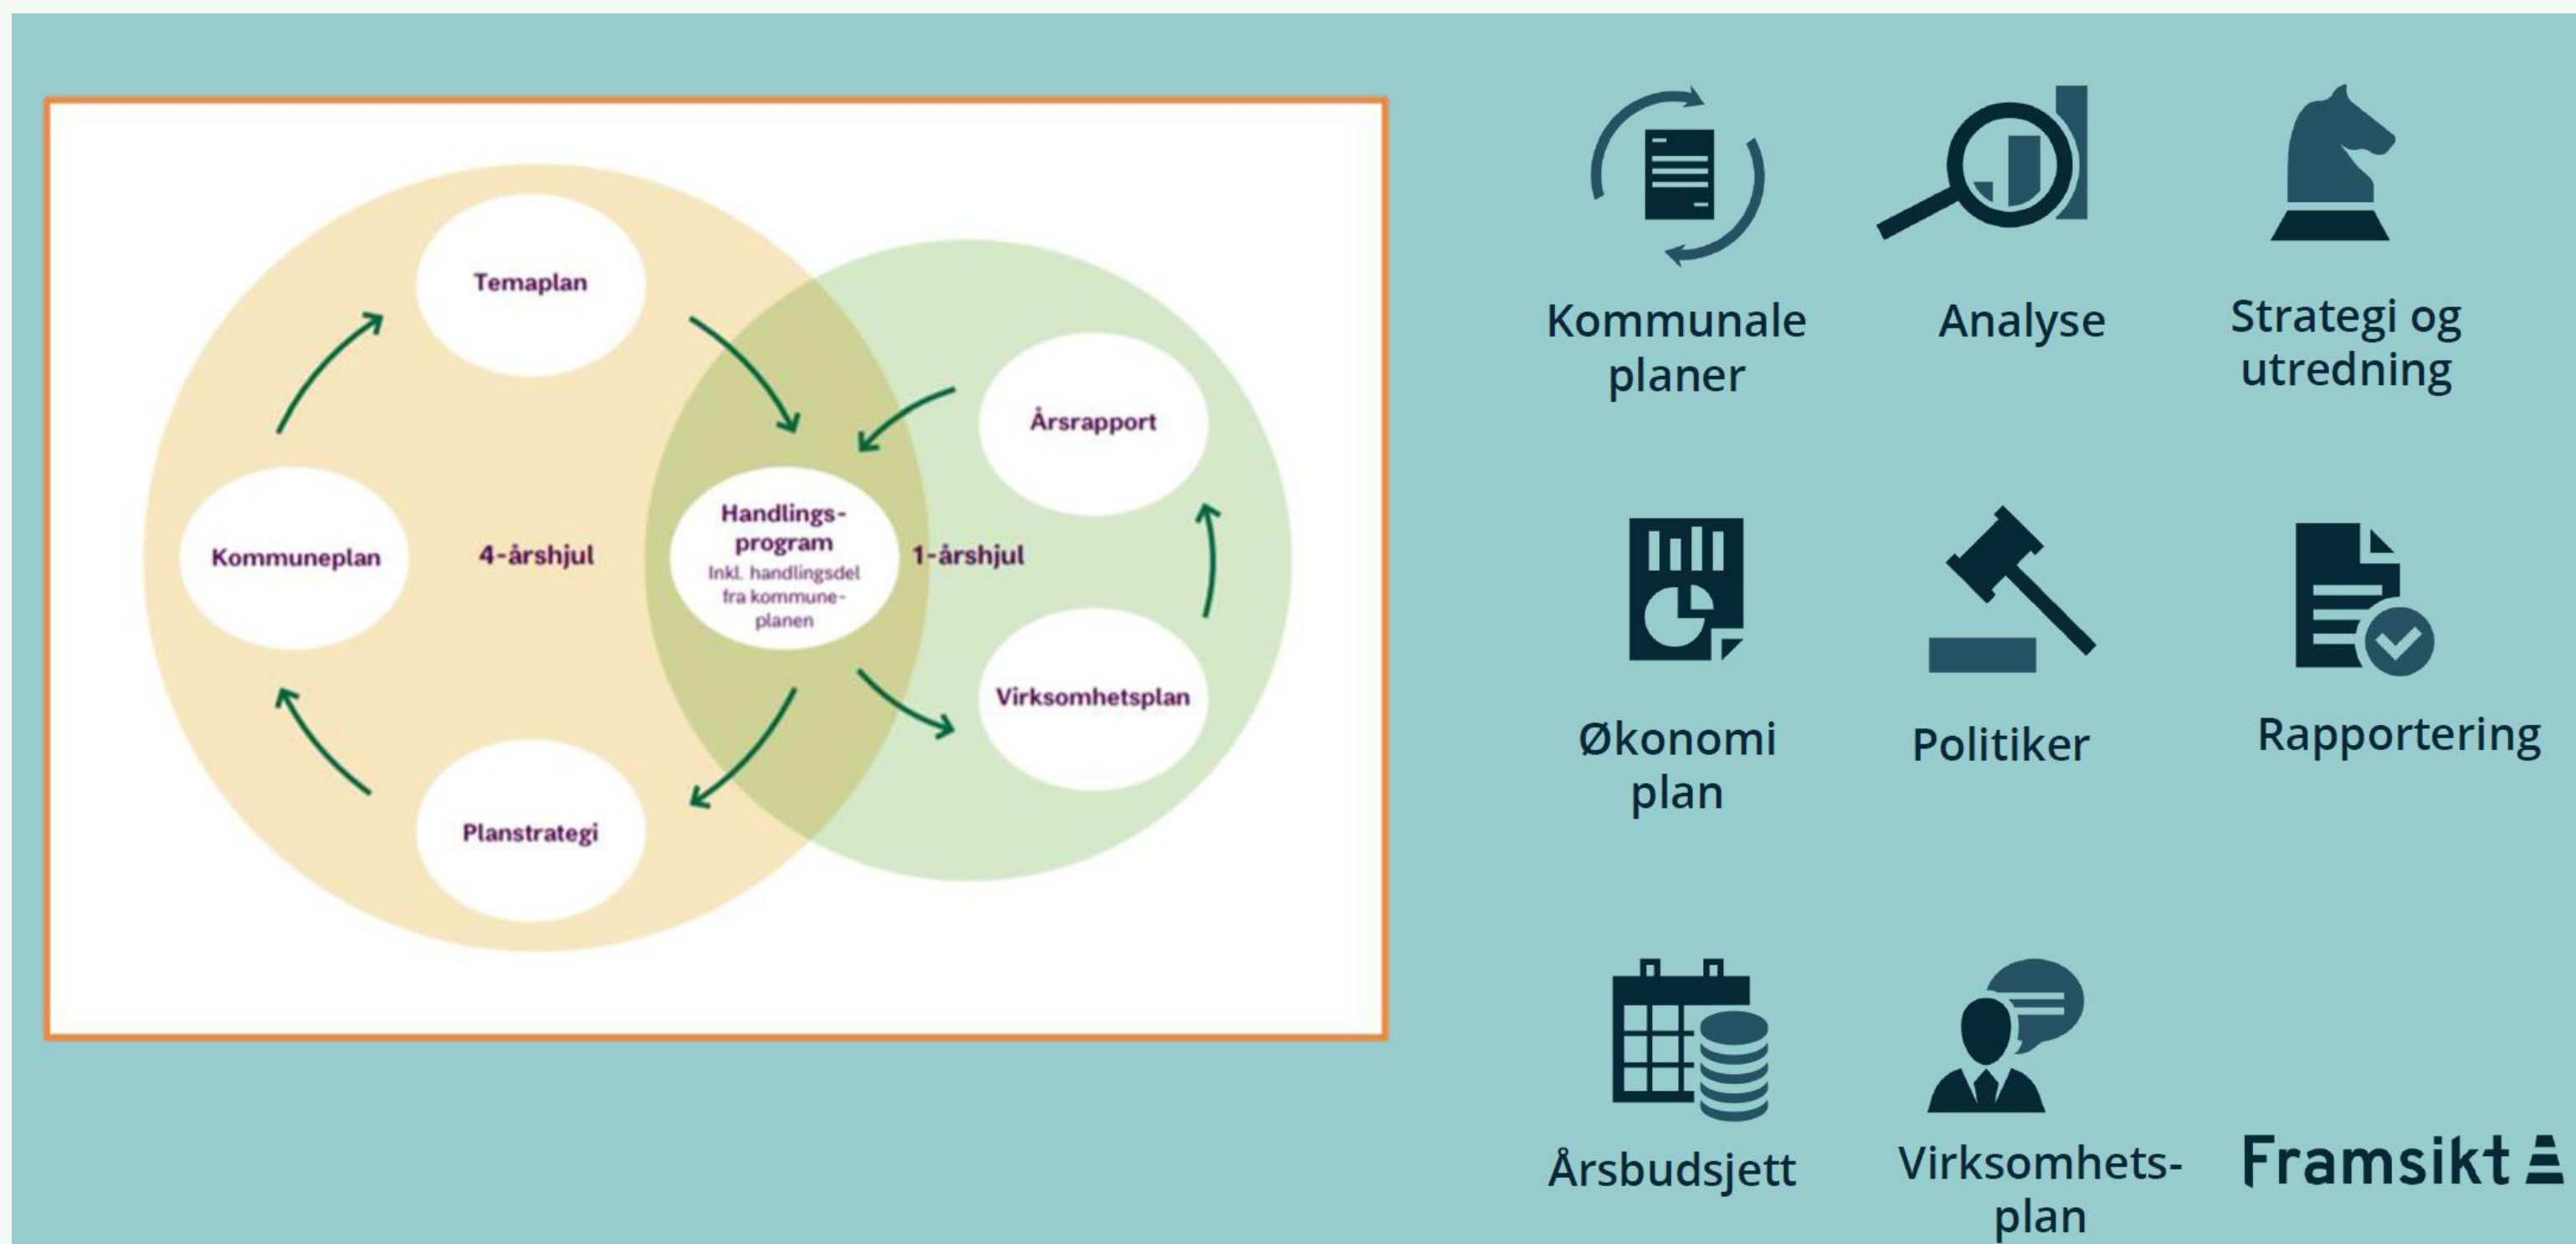 Temaplan
Årsrapport
Handlings-
program
Inkl. handlingsdel
fra kommune-
planen
Kommuneplan
4-årshjul
1-årshjul
Virksomhetsplan
Planstrategi
Kommunale
planer
Analyse
Strategi og
utredning
Økonomi
plan
Politiker
Rapportering
Årsbudsjett
Virksomhets-
plan
Framsikt